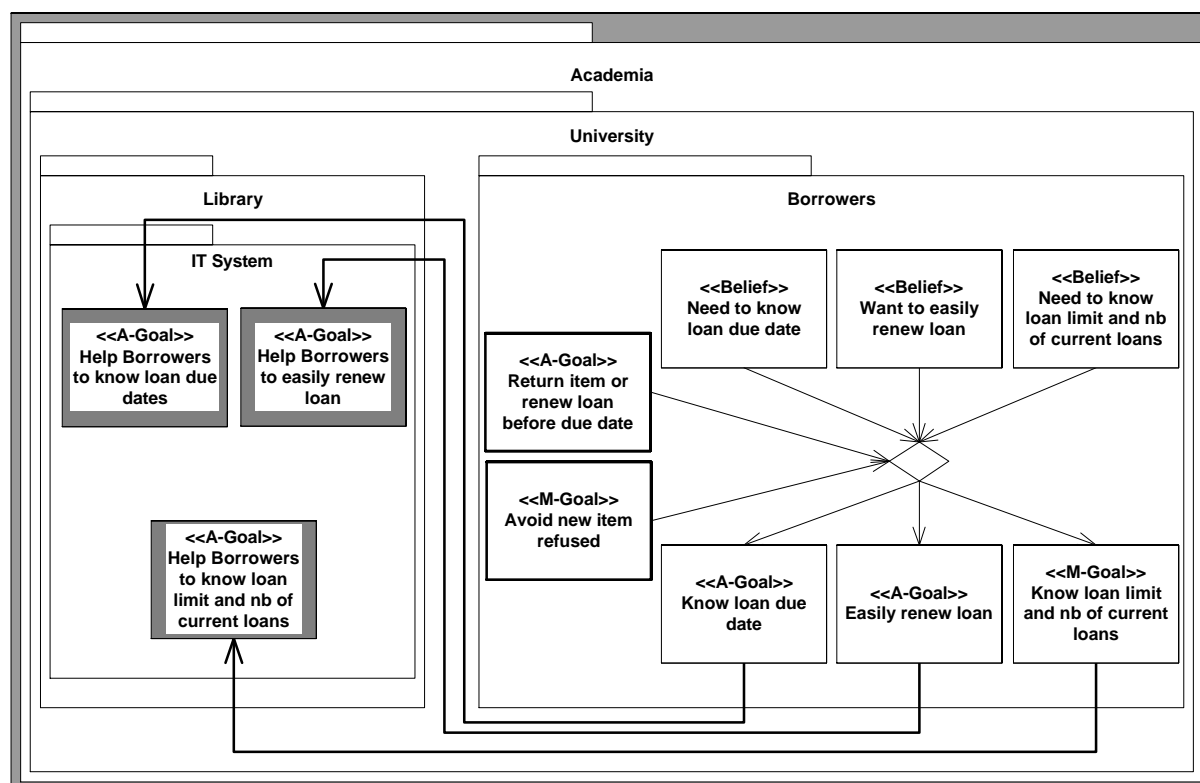 Academia
University
Library
IT System
<<A-Goal>>
Help Borrowers
to know loan due
dates
<<A-Goal>>
Help Borrowers
to easily renew
loan
<<A-Goal>>
Help Borrowers
to know loan
limit and nb of
current loans
Borrowers
<<Belief>>
Need to know
loan due date
<<Belief>>
Want to easily
renew loan
<<Belief>>
Need to know
loan limit and nb
of current loans
<<A-Goal>>
Return item or
renew loan
before due date
<<M-Goal>>
Avoid new item
refused
<<A-Goal>>
Know loan due
date
<<A-Goal>>
Easily renew loan
<<M-Goal>>
Know loan limit
and nb of current
loans